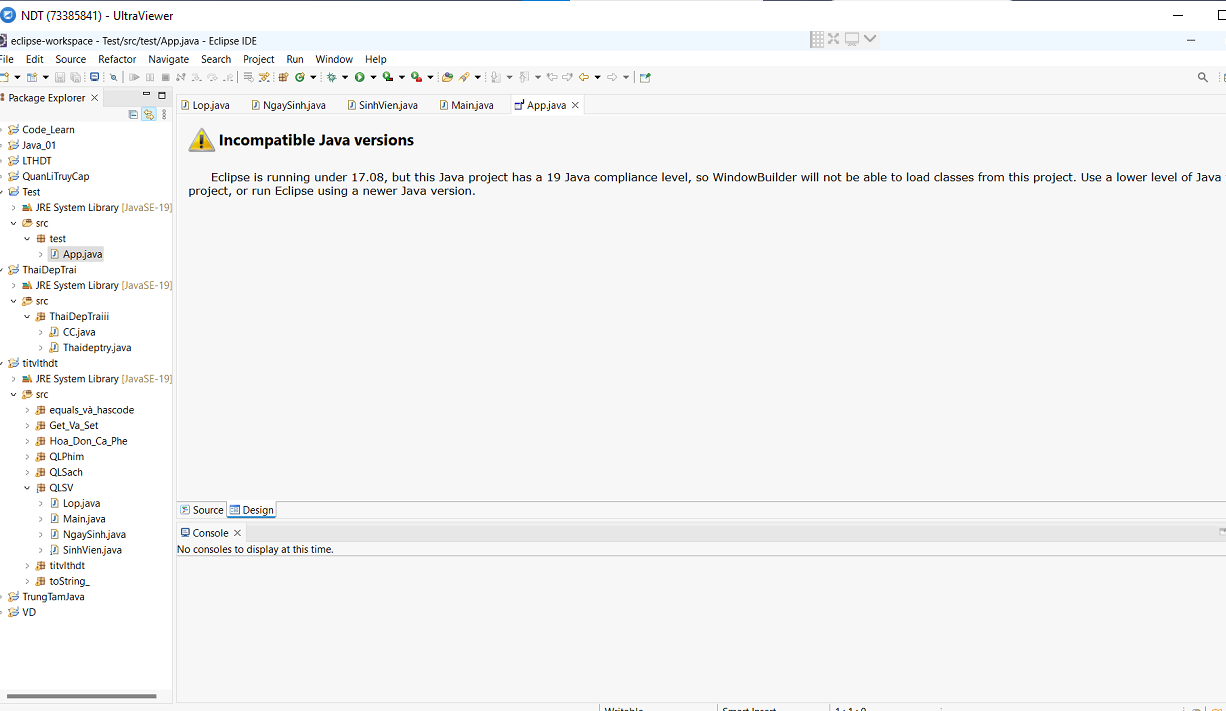 NDT (73385841) - UltraViewer
eclipse-workspace - Test/src/test/App.java - Eclipse IDE
File Edit Source Refactor Navigate Search Project Run Window Help
Package Explorer
Code_Learn
Java_01
LTHDT
QuanLiTruyCap
Test
JRE System Library [JavaSE-19]
src
test
App.java
ThaiDepTrai
JRE System Library [JavaSE-19]
src
ThaiDepTraiii
CC.java
Thaideptry.java
titvlthdt
JRE System Library [JavaSE-19]
src
equals_và_hascode
Get_Va_Set
Hoa_Don_Ca_Phe
QLPhim
QLSach
QLSV
Lop.java
Main.java
NgaySinh.java
SinhVien.java
titvlthdt
toString_
TrungTamJava
VD
Lop.java NgaySinh.java SinhVien.java Main.java App.java
Incompatible Java versions
Eclipse is running under 17.08, but this Java project has a 19 Java compliance level, so WindowBuilder will not be able to load classes from this project. Use a lower level of Java
project, or run Eclipse using a newer Java version.
Source Design
Console
No consoles to display at this time.
Writable Smart Insert 1 : 1 : 0